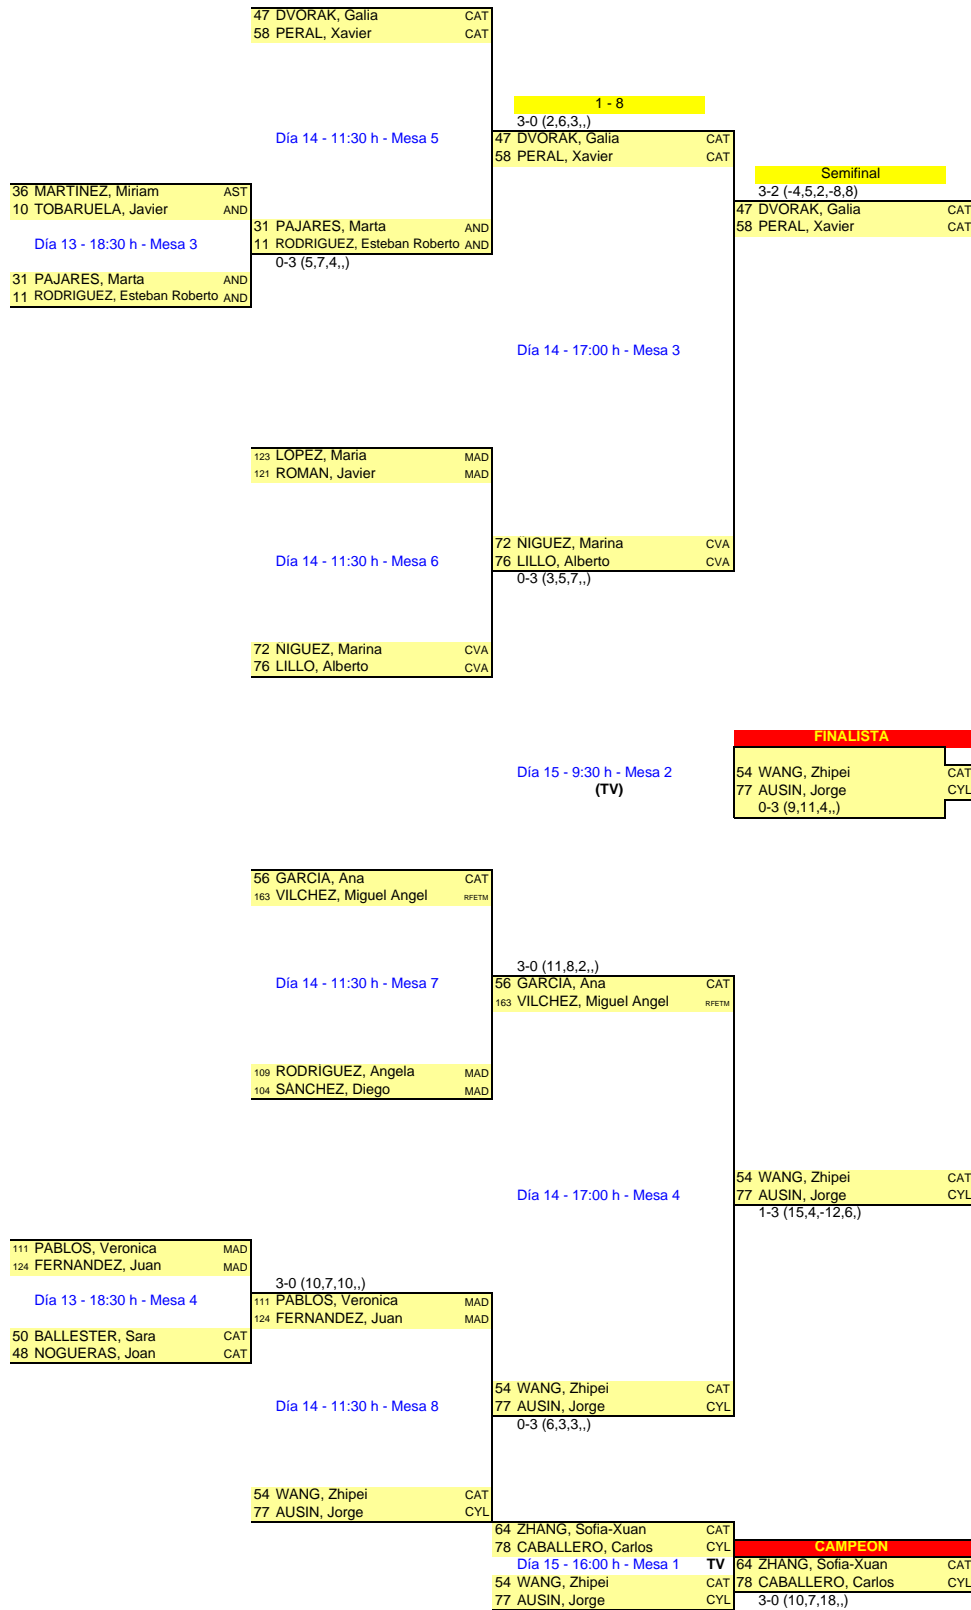 47 DVORAK, Galia CAT
58 PERAL, Xavier CAT
1 - 8
3-0 (2,6,3,,)
Día 14 - 11:30 h - Mesa 5
47 DVORAK, Galia CAT
58 PERAL, Xavier CAT
Semifinal
3-2 (-4,5,2,-8,8)
36 MARTINEZ, Miriam AST
10 TOBARUELA, Javier AND
47 DVORAK, Galia CAT
58 PERAL, Xavier CAT
31 PAJARES, Marta AND
11 RODRIGUEZ, Esteban Roberto AND
Día 13 - 18:30 h - Mesa 3
0-3 (5,7,4,,)
31 PAJARES, Marta AND
11 RODRIGUEZ, Esteban Roberto AND
Día 14 - 17:00 h - Mesa 3
123 LOPEZ, Maria MAD
121 ROMAN, Javier MAD
72 ÑIGUEZ, Marina CVA
76 LILLO, Alberto CVA
Día 14 - 11:30 h - Mesa 6
0-3 (3,5,7,,)
72 ÑIGUEZ, Marina CVA
76 LILLO, Alberto CVA
FINALISTA
Día 15 - 9:30 h - Mesa 2
(TV)
54 WANG, Zhipei CAT
77 AUSIN, Jorge CYL
0-3 (9,11,4,,)
56 GARCIA, Ana CAT
163 VILCHEZ, Miguel Angel RFETM
3-0 (11,8,2,,)
Día 14 - 11:30 h - Mesa 7
56 GARCIA, Ana CAT
163 VILCHEZ, Miguel Angel RFETM
109 RODRIGUEZ, Angela MAD
104 SANCHEZ, Diego MAD
54 WANG, Zhipei CAT
77 AUSIN, Jorge CYL
Día 14 - 17:00 h - Mesa 4
1-3 (15,4,-12,6,)
111 PABLOS, Veronica MAD
124 FERNANDEZ, Juan MAD
3-0 (10,7,10,,)
Día 13 - 18:30 h - Mesa 4
111 PABLOS, Veronica MAD
124 FERNANDEZ, Juan MAD
50 BALLESTER, Sara CAT
48 NOGUERAS, Joan CAT
54 WANG, Zhipei CAT
77 AUSIN, Jorge CYL
Día 14 - 11:30 h - Mesa 8
0-3 (6,3,3,,)
54 WANG, Zhipei CAT
77 AUSIN, Jorge CYL
64 ZHANG, Sofia-Xuan CAT
78 CABALLERO, Carlos CYL
CAMPEON
Día 15 - 16:00 h - Mesa 1 TV
64 ZHANG, Sofia-Xuan CAT
78 CABALLERO, Carlos CYL
54 WANG, Zhipei CAT
77 AUSIN, Jorge CYL
3-0 (10,7,18,,)